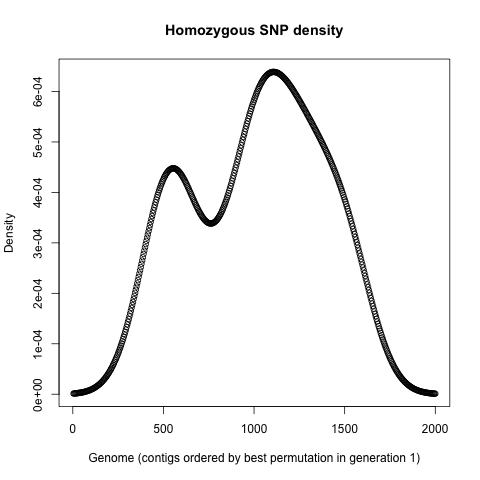 Homozygous SNP density
Density
6e-04
5e-04
4e-04
3e-04
2e-04
1e-04
0e+00
0 500 1000 1500 2000
Genome (contigs ordered by best permutation in generation 1)